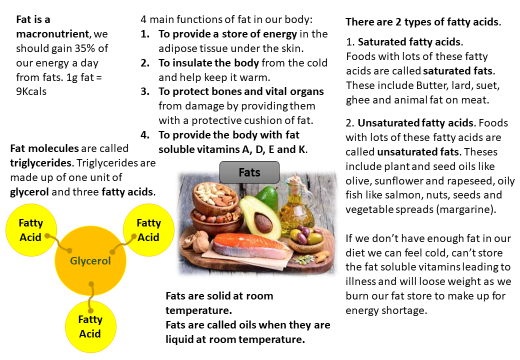 Fat is a
macronutrient, we
should gain 35% of
our energy a day
from fats. 1g fat =
9Kcals
4 main functions of fat in our body:
1. To provide a store of energy in the
adipose tissue under the skin.
2. To insulate the body from the cold
and help keep it warm.
3. To protect bones and vital organs
from damage by providing them
with a protective cushion of fat.
4. To provide the body with fat
soluble vitamins A, D, E and K.
There are 2 types of fatty acids.
1. Saturated fatty acids.
Foods with lots of these fatty
acids are called saturated fats.
These include Butter, lard, suet,
ghee and animal fat on meat.
2. Unsaturated fatty acids. Foods
with lots of these fatty acids are
called unsaturated fats. Theses
include plant and seed oils like
olive, sunflower and rapeseed, oily
fish like salmon, nuts, seeds and
vegetable spreads (margarine).
If we don't have enough fat in our
diet we can feel cold, can't store
the fat soluble vitamins leading to
illness and will loose weight as we
burn our fat store to make up for
energy shortage.
Fat molecules are called
triglycerides. Triglycerides are
made up of one unit of
glycerol and three fatty acids.
Fats
Fatty
Acid
Fatty
Acid
Glycerol
Fatty
Acid
Fats are solid at room
temperature.
Fats are called oils when they are
liquid at room temperature.